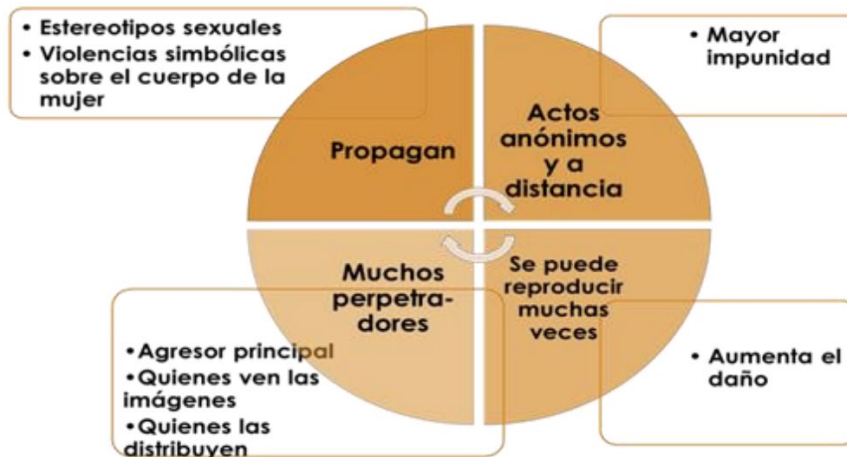 • Estereotipos sexuales
• Violencias simbólicas
sobre el cuerpo de la
mujer
Propagan
• Mayor
impunidad
Actos
anónimos
y a
distancia
Muchos
perpetra-
dores
•Agresor principal
•Quienes ven las
imágenes
•Quienes las
distribuyen
Se puede
reproducir
muchas
veces
• Aumenta el
daño